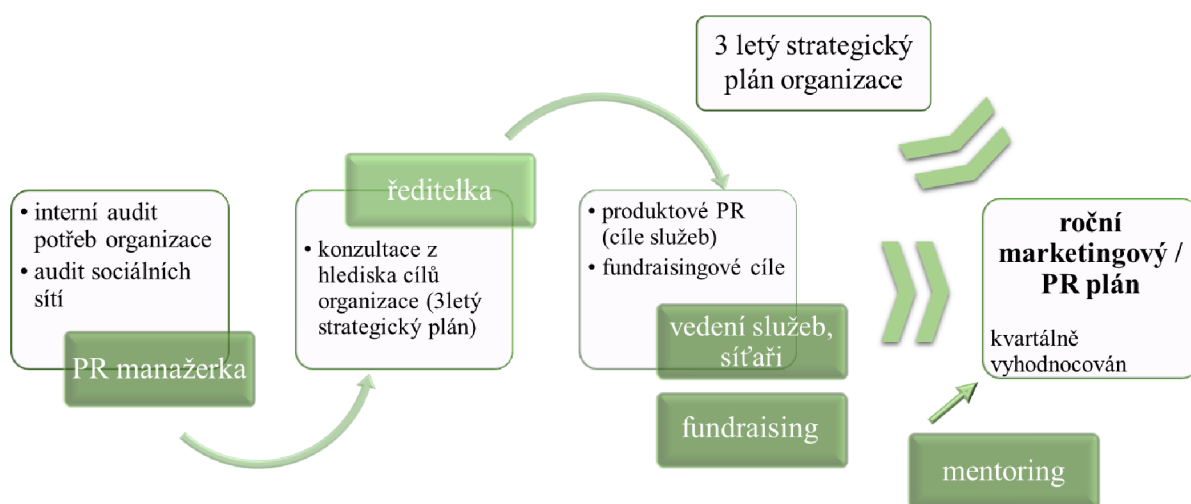 • interní audit
potřeb organizace
• audit sociálních
sítí
PR manažerka
ředitelka
• konzultace z
hlediska cílů
organizace (3letý
strategický plán)
• produktové PR
(cíle služeb)
• fundraisingové cíle
vedení služeb,
síťaři
fundraising
3 letý strategický
plán organizace
roční
marketingový /
PR plán
kvartálně
vyhodnocován
mentoring